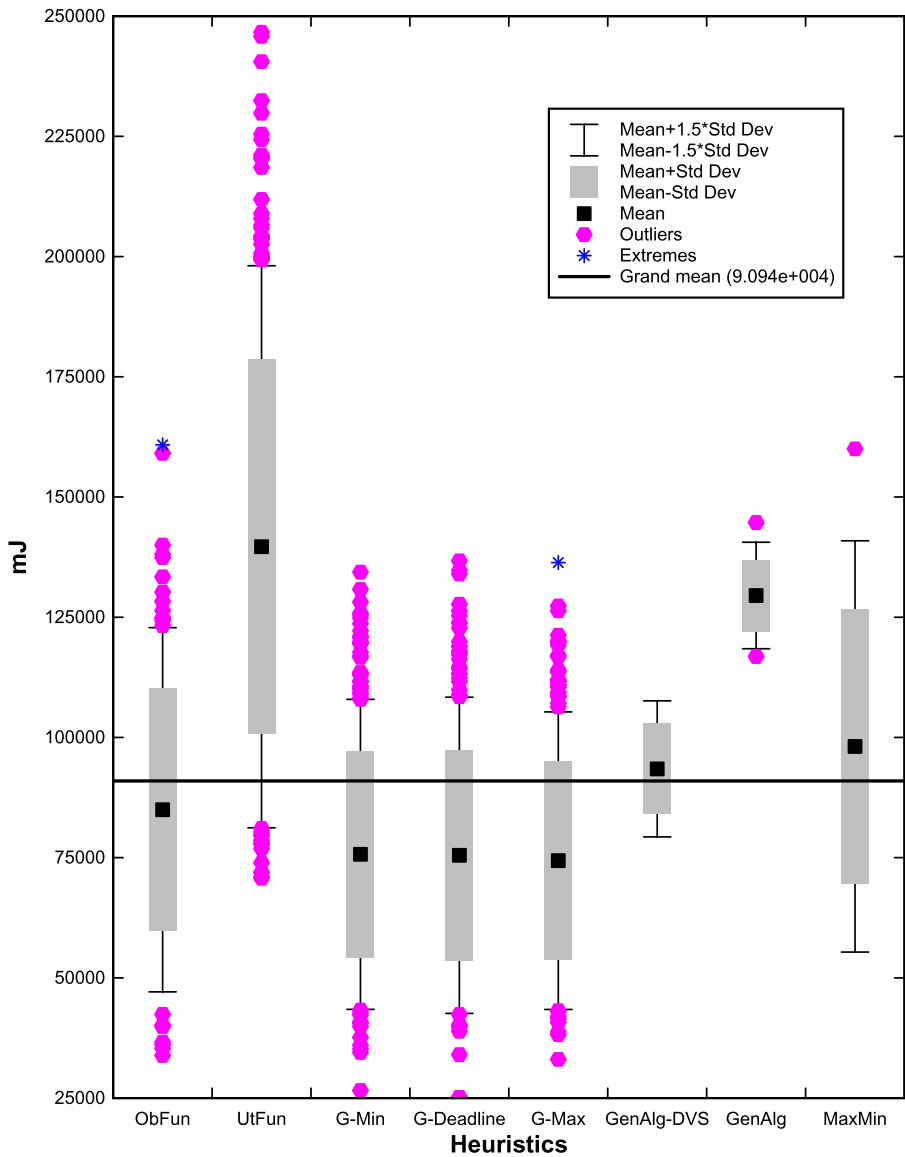 250000
225000
200000
175000
150000
125000
100000
75000
50000
25000
mJ
Mean+1.5*Std Dev
Mean-1.5*Std Dev
Mean+Std Dev
Mean-Std Dev
Mean
Outliers
Extremes
Grand mean (9.094e+004)
ObFun UtFun G-Min G-Deadline G-Max GenAlg-DVS GenAlg MaxMin
Heuristics